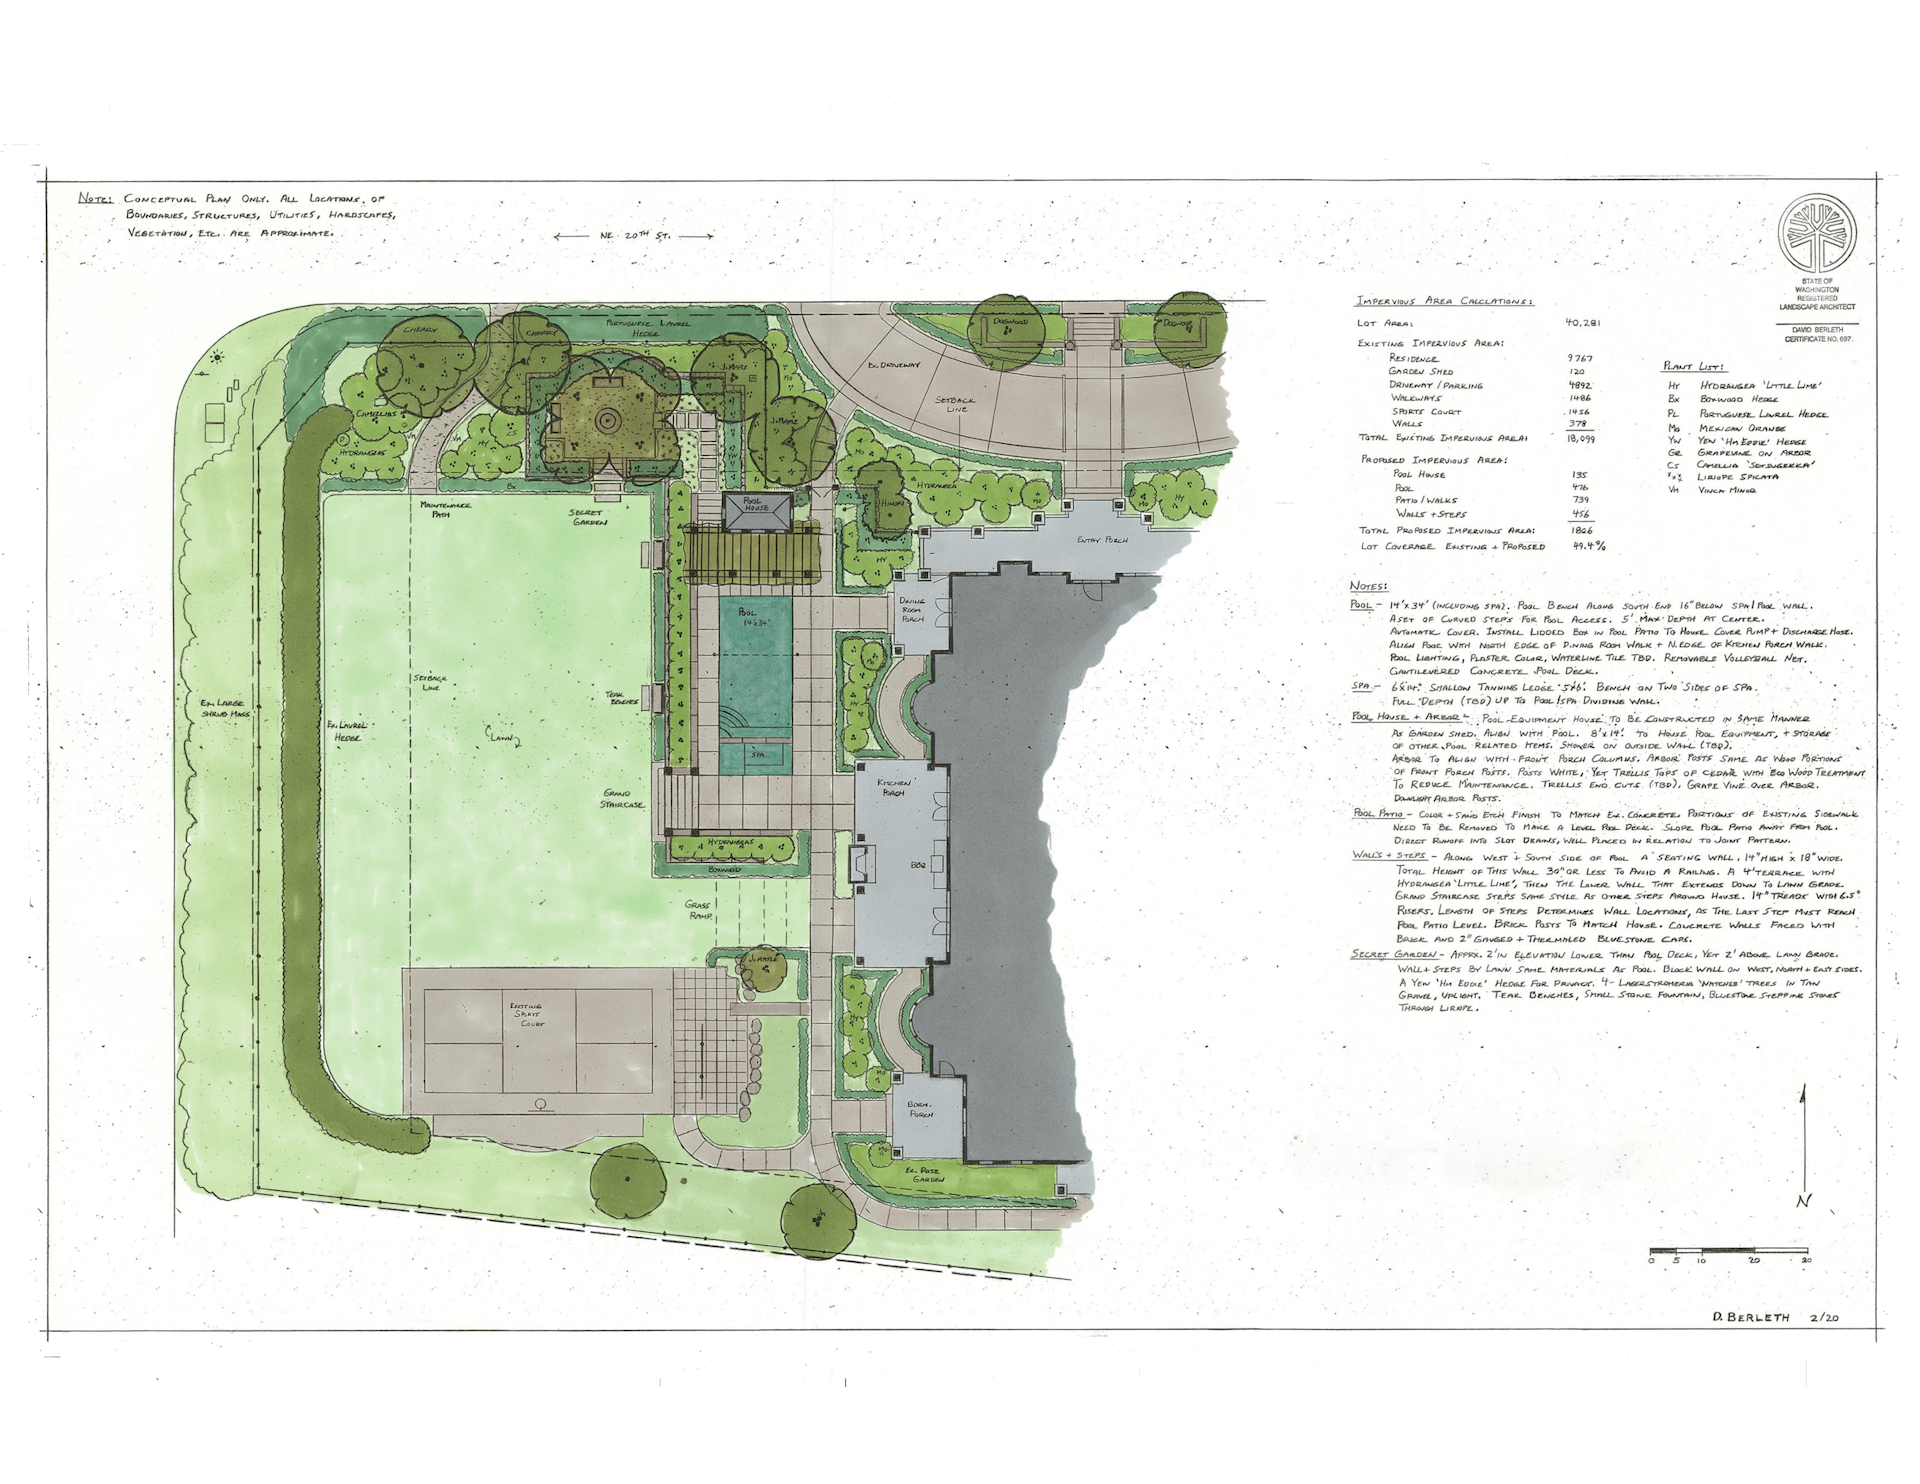 NOTE: CONCEPTUAL PLAN ONLY. ALL LOCATIONS, OF
BOUNDARIES, STRUCTURES, UTILITIES, HARDSCAPES,
VEGETATION, ETC. ARE APPROXIMATE.
NE 20TH ST.
STATE OF
WASHINGTON
REGISTERED
LANDSCAPE ARCHITECT
DAVID BERLETH
CERTIFICATE NO. 697.
CHERRY
CHERRY
PORTUGUESE LAUREL
HEDGE
J. MAPLE
MO
CAMELLIAS
VM
HYDRANGEAS
VM
HY
CS
BX
YW
J. MAPLE
MAINTENANCE
PATH
SECRET
GARDEN
POOL
HOUSE
EX. DRIVEWAY
SETBACK
LINE
DOGWOOD
DOGWOOD
MO
HYDRANGEA
HINOKI
HY
HY
ENTRY PORCH
DINING
ROOM
PORCH
POOL
14'X34'
MO
HY
SETBACK
LINE
TEAK
BENCHES
EX. LARGE
SHRUB MASS
EX. LAUREL
HEDGE
LAWN
SPA
KITCHEN
PORCH
GRAND
STAIRCASE
HYDRANGEAS
BBQ
BOXWOOD
GRASS
RAMP
J. MAPLE
EXISTING
SPORTS
COURT
HY
MO
PORCH
MO
EX. ROSE
GARDEN
IMPERVIOUS AREA CALCLATIONS:
LOT AREA: 40,281
EXISTING IMPERVIOUS AREA:
RESIDENCE 9767
GARDEN SHED 120
DRIVEWAY/PARKING 4892
WALKWAYS 1486
SPORTS COURT 1456
WALLS 378
TOTAL EXISTING IMPERVIOUS AREA: 18,099
PROPOSED IMPERVIOUS AREA:
POOL HOUSE 135
POOL 476
PATIO/WALKS 739
WALLS + STEPS 456
TOTAL PROPOSED IMPERVIOUS AREA: 1806
LOT COVERAGE EXISTING + PROPOSED 49.4%
PLANT LIST:
HY HYDRANGEA 'LITTLE LIME'
BX BOXWOOD HEDGE
PL PORTUGUESE LAUREL HEDGE
MO MEXICAN ORANGE
YW YEW 'HM EDDIE' HEDGE
GR GRAPEVINE ON ARBOR
CS CAMELLIA 'SETSUGEKKA'
LIRIOPE SPICATA
VM VINCA MINOR
NOTES:
POOL - 14'X34' (INCLUDING SPA). POOL BENCH ALONG SOUTH END 16" BELOW SPA/POOL WALL.
A SET OF CURVED STEPS FOR POOL ACCESS. 5' MAX DEPTH AT CENTER.
AUTOMATIC COVER. INSTALL LIDDED BOX IN POOL PATIO TO HOUSE COVER PUMP + DISCHARGE HOSE.
ALIGN POOL WITH NORTH EDGE OF DINING ROOM WALK + N. EDGE OF KITCHEN PORCH WALK.
POOL LIGHTING, PLASTER COLOR, WATERLINE TILE TBD. REMOVABLE VOLLEYBALL NET.
CANTILEVERED CONCRETE POOL DECK.
SPA - 6'X14'. SHALLOW TANNING LEDGE 5'X6'. BENCH ON TWO SIDES OF SPA.
FULL DEPTH (TBD) UP TO POOL/SPA DIVIDING WALL.
POOL HOUSE + ARBOR - POOL EQUIPMENT HOUSE TO BE CONSTRUCTED IN SAME MANNER
AS GARDEN SHED. ALIGN WITH POOL. 8'X14'. TO HOUSE POOL EQUIPMENT, + STORAGE
OF OTHER POOL RELATED ITEMS. SHOWER ON OUTSIDE WALL (TBD).
ARBOR TO ALIGN WITH FRONT PORCH COLUMNS. ARBOR POSTS SAME AS WOOD PORTIONS
OF FRONT PORCH POSTS. POSTS WHITE, YET TRELLIS TOPS OF CEDAR WITH ECO WOOD TREATMENT
TO REDUCE MAINTENANCE. TRELLIS END CUTS (TBD). GRAPE VINE OVER ARBOR.
DOWNLIGHT ARBOR POSTS.
POOL PATIO - COLOR + SAND ETCH FINISH TO MATCH EX. CONCRETE. PORTIONS OF EXISTING SIDEWALK
NEED TO BE REMOVED TO MAKE A LEVEL POOL DECK. SLOPE POOL PATIO AWAY FROM POOL.
DIRECT RUNOFF INTO SLOT DRAINS, WELL PLACED IN RELATION TO JOINT PATTERN.
WALLS + STEPS - ALONG WEST + SOUTH SIDE OF POOL A SEATING WALL, 14" HIGH X 18" WIDE.
TOTAL HEIGHT OF THIS WALL 30" OR LESS TO AVOID A RAILING. A 4' TERRACE WITH
HYDRANGEA 'LITTLE LIME', THEN THE LOWER WALL THAT EXTENDS DOWN TO LAWN GRADE.
GRAND STAIRCASE STEPS SAME STYLE AS OTHER STEPS AROUND HOUSE. 14" TREADS WITH 6.5"
RISERS. LENGTH OF STEPS DETERMINES WALL LOCATIONS, AS THE LAST STEP MUST REACH
POOL PATIO LEVEL. BRICK POSTS TO MATCH HOUSE. CONCRETE WALLS FACED WITH
BRICK AND 2" GAUGED + THERMALED BLUESTONE CAPS.
SECRET GARDEN - APPRX. 2' IN ELEVATION LOWER THAN POOL DECK, YET 2' ABOVE LAWN GRADE.
WALL + STEPS BY LAWN SAME MATERIALS AS POOL. BLOCK WALL ON WEST, NORTH + EAST SIDES.
A YEW 'HM EDDIE' HEDGE FOR PRIVACY. 4- LAGERSTROMERIA 'NATCHES' TREES IN TAN
GRAVEL, UPLIGHT. TEAK BENCHES, SMALL STONE FOUNTAIN, BLUESTONE STEPPING STONES
THROUGH LIRIOPE.
N
0 5 10 20 30
D. BERLETH 2/20